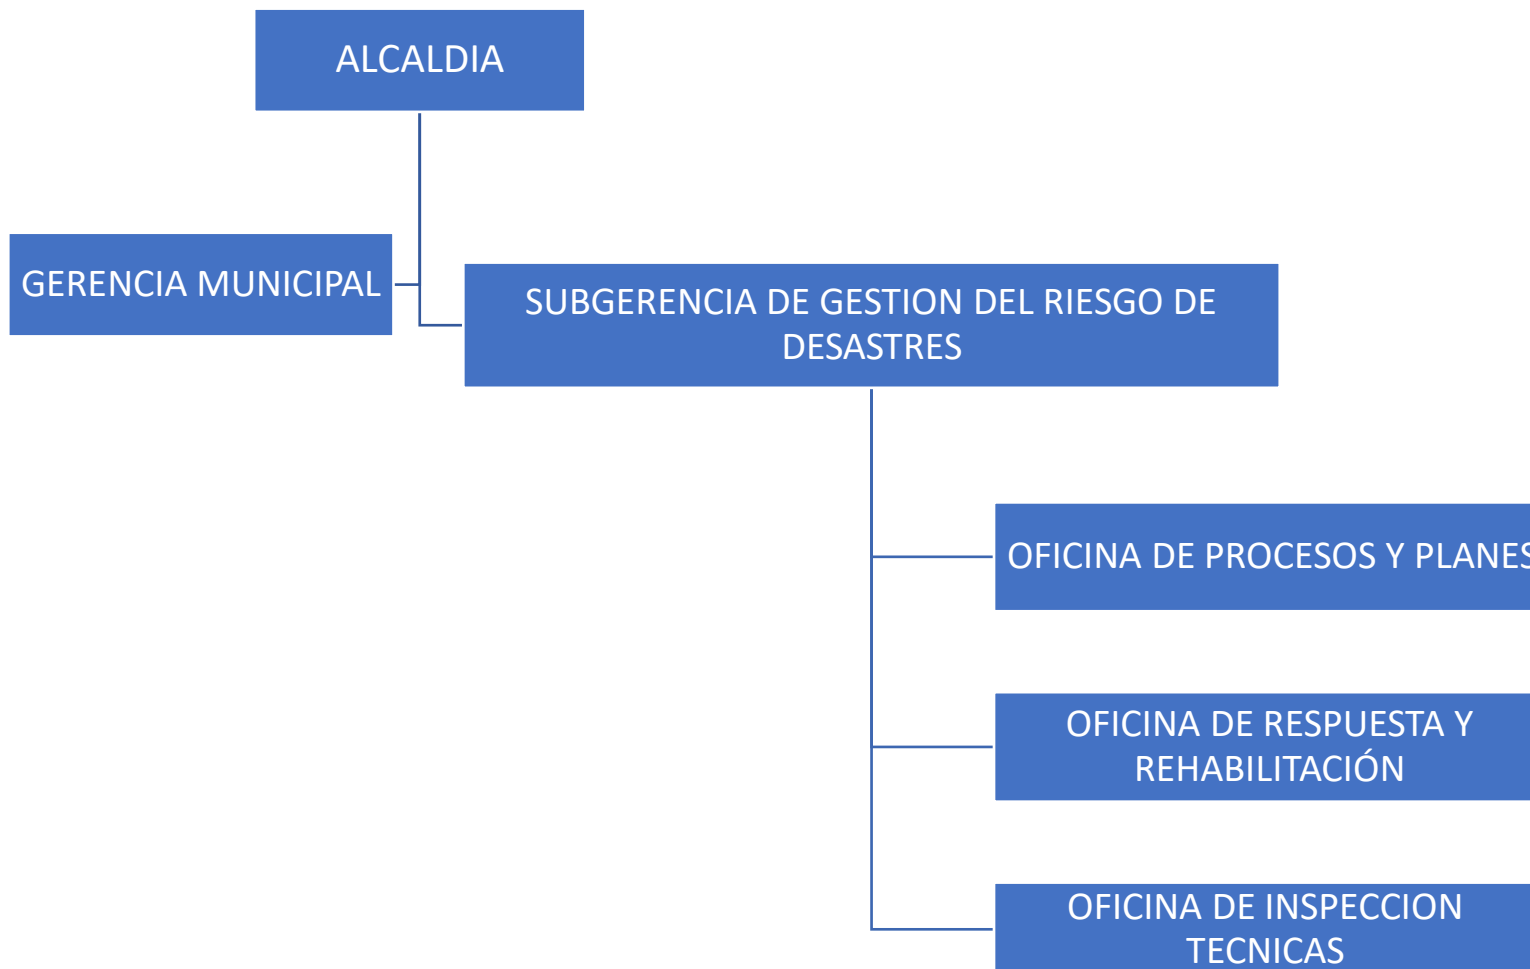 ALCALDIA
GERENCIA MUNICIPAL
SUBGERENCIA DE GESTION DEL RIESGO DE
DESASTRES
OFICINA DE PROCESOS Y PLANES
OFICINA DE RESPUESTA Y
REHABILITACIÓN
OFICINA DE INSPECCION
TECNICAS